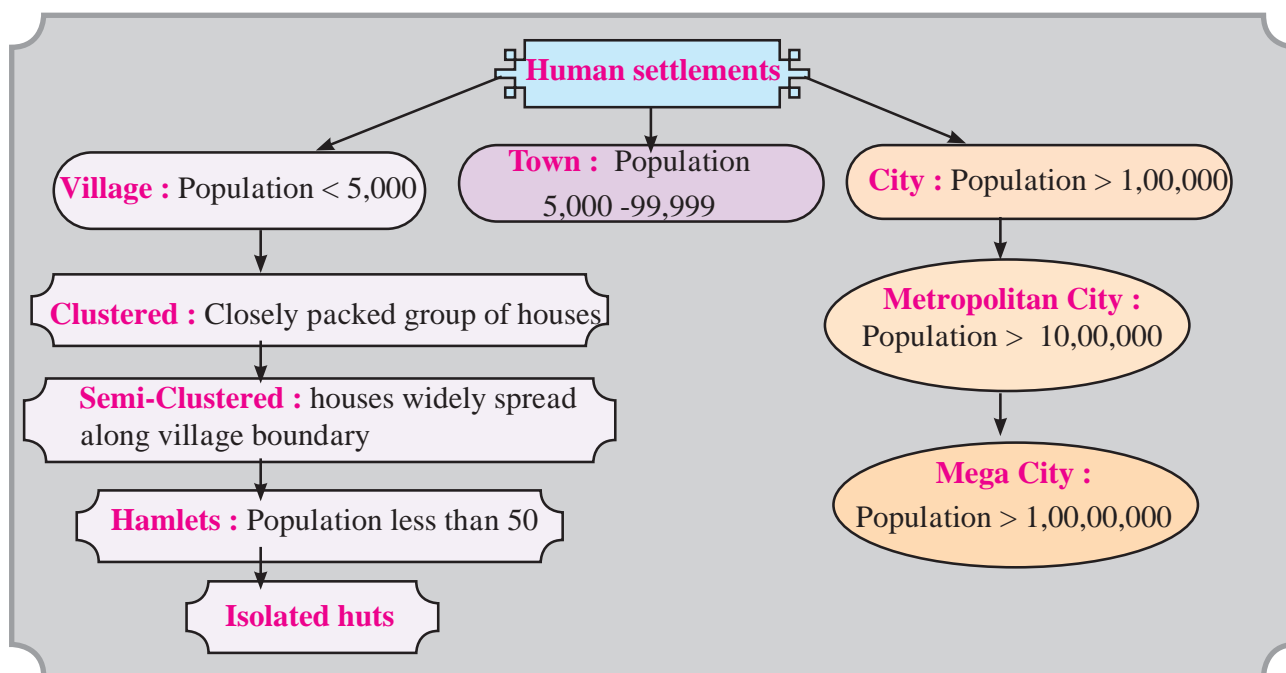 Human settlements
Village : Population < 5,000
Town : Population
5,000 -99,999
City : Population > 1,00,000
Clustered : Closely packed group of houses
Semi-Clustered : houses widely spread
along village boundary
Hamlets : Population less than 50
Isolated huts
Metropolitan City :
Population > 10,00,000
Mega City :
Population > 1,00,00,000